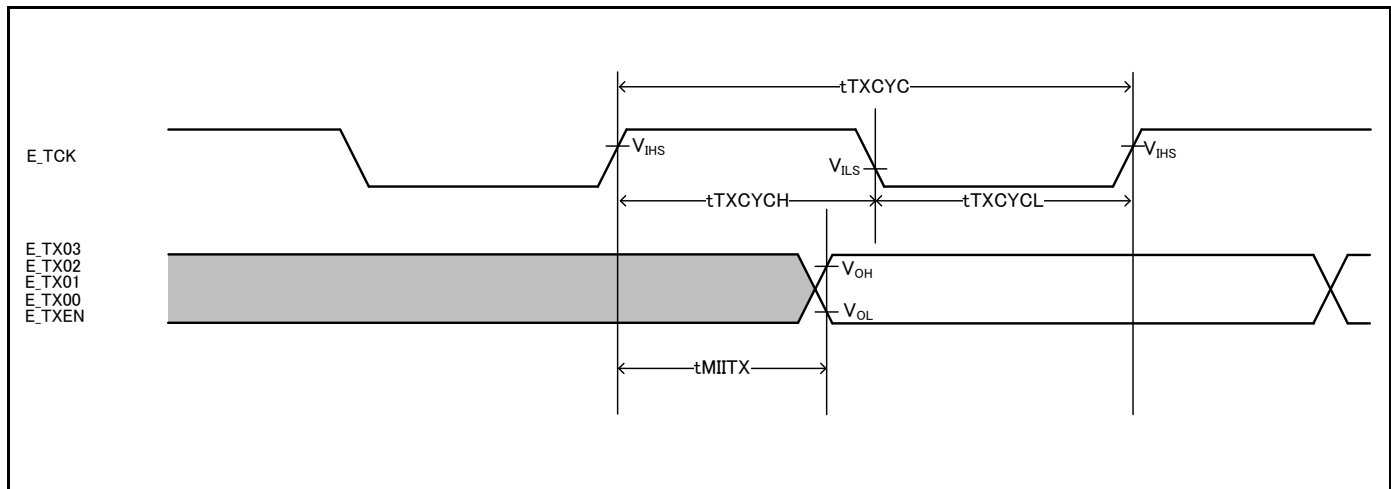 tTXCYC
E_TCK
VIHS
VILS
VIHS
tTXCYCH
tTXCYCL
E_TX03
E_TX02
E_TX01
E_TX00
E_TXEN
VOH
VOL
tMIITX